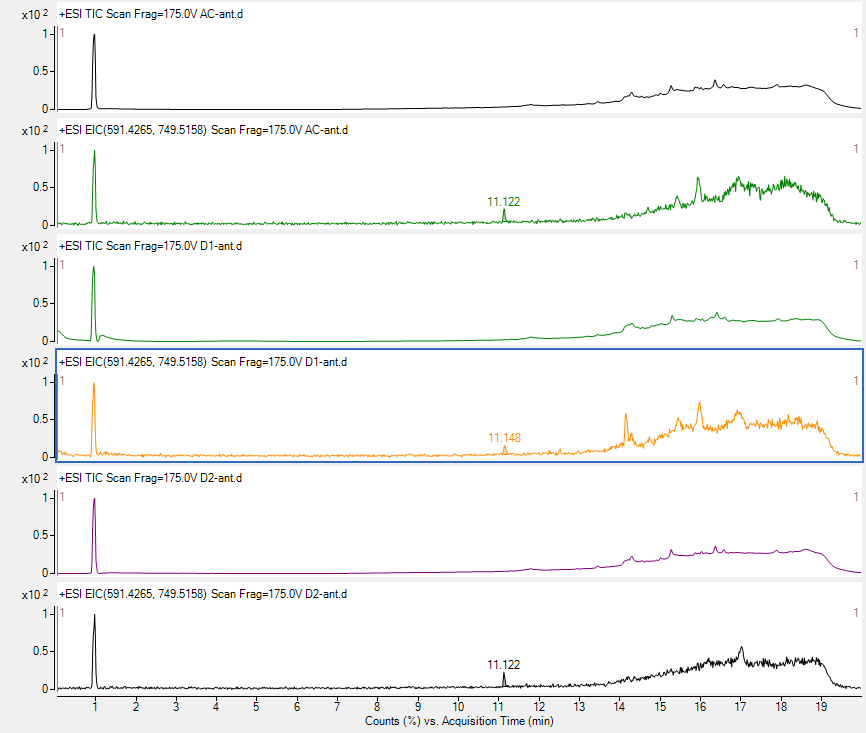 x10 2 +ESI TIC Scan Frag=175.0V AC-ant.d
1 1 1
0.5
0
x10 2 +ESI EIC(591.4265, 749.5158) Scan Frag=175.0V AC-ant.d
1 1 1
0.5
11.122
0
x10 2 +ESI TIC Scan Frag=175.0V D1-ant.d
1 1 1
0.5
0
x10 2 +ESI EIC(591.4265, 749.5158) Scan Frag=175.0V D1-ant.d
1 1 1
0.5
11.148
0
x10 2 +ESI TIC Scan Frag=175.0V D2-ant.d
1 1 1
0.5
0
x10 2 +ESI EIC(591.4265, 749.5158) Scan Frag=175.0V D2-ant.d
1 1 1
0.5
11.122
0
1 2 3 4 5 6 7 8 9 10 11 12 13 14 15 16 17 18 19
Counts (%) vs. Acquisition Time (min)